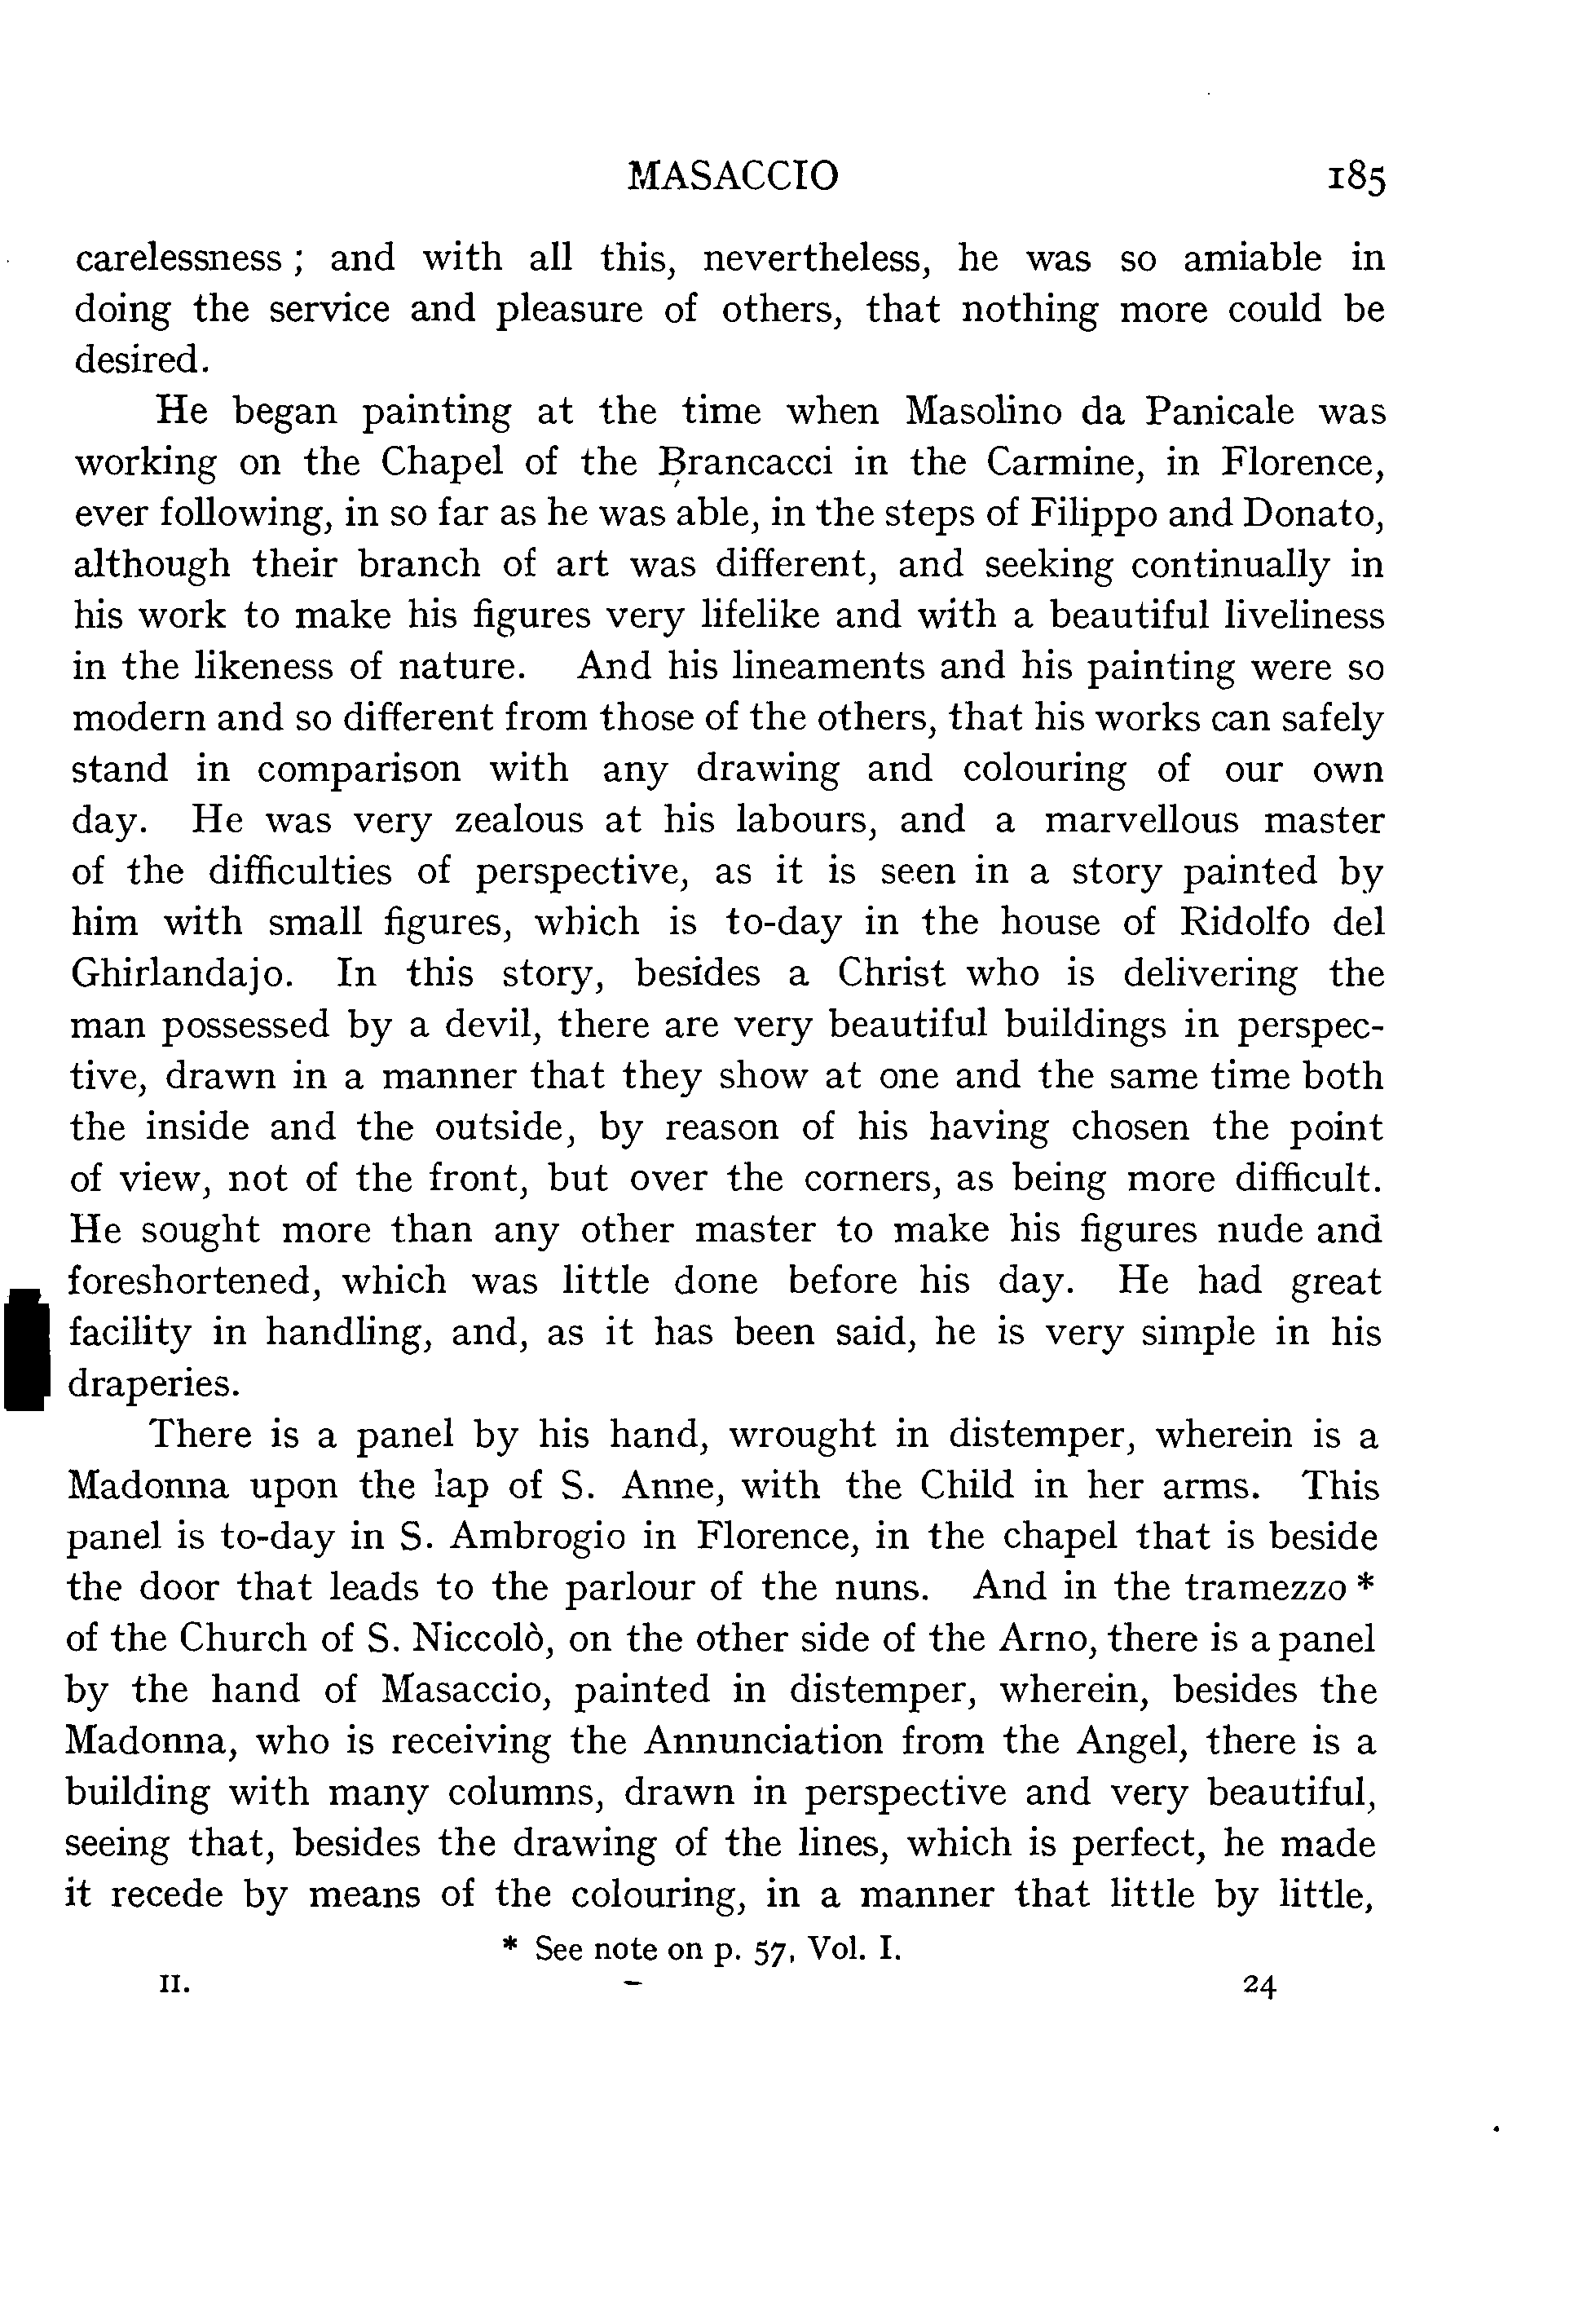 MASACCIO 185
carelessness ; and with all this, nevertheless, he was so amiable in
doing the service and pleasure of others, that nothing more could be
desired.
He began painting at the time when Masolino da Panicale was
working on the Chapel of the Brancacci in the Carmine, in Florence,
ever following, in so far as he was able, in the steps of Filippo and Donato,
although their branch of art was different, and seeking continually in
his work to make his figures very lifelike and with a beautiful liveliness
in the likeness of nature. And his lineaments and his painting were so
modern and so different from those of the others, that his works can safely
stand in comparison with any drawing and colouring of our own
day. He was very zealous at his labours, and a marvellous master
of the difficulties of perspective, as it is seen in a story painted by
him with small figures, which is to-day in the house of Ridolfo del
Ghirlandajo. In this story, besides a Christ who is delivering the
man possessed by a devil, there are very beautiful buildings in perspec-
tive, drawn in a manner that they show at one and the same time both
the inside and the outside, by reason of his having chosen the point
of view, not of the front, but over the corners, as being more difficult.
He sought more than any other master to make his figures nude and
foreshortened, which was little done before his day. He had great
facility in handling, and, as it has been said, he is very simple in his
draperies.
There is a panel by his hand, wrought in distemper, wherein is a
Madonna upon the lap of S. Anne, with the Child in her arms. This
panel is to-day in S. Ambrogio in Florence, in the chapel that is beside
the door that leads to the parlour of the nuns. And in the tramezzo *
of the Church of S. Niccolò, on the other side of the Arno, there is a panel
by the hand of Masaccio, painted in distemper, wherein, besides the
Madonna, who is receiving the Annunciation from the Angel, there is a
building with many columns, drawn in perspective and very beautiful,
seeing that, besides the drawing of the lines, which is perfect, he made
it recede by means of the colouring, in a manner that little by little,
* See note on p. 57, Vol. I.
II. 24